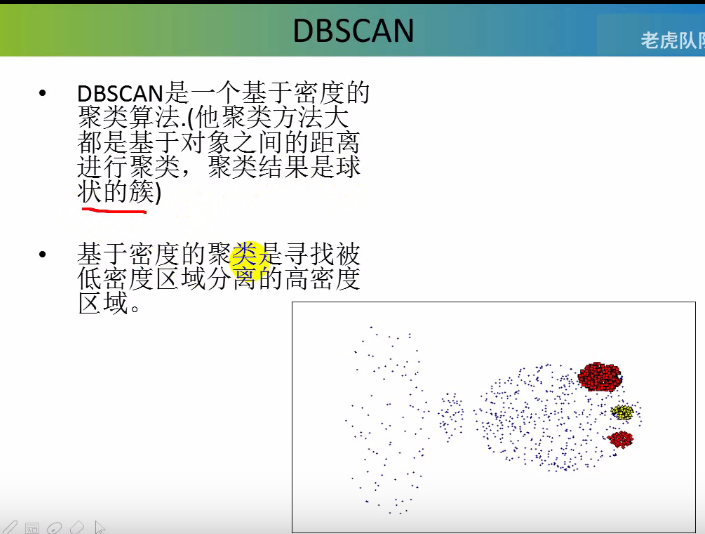 DBSCAN
老虎队队
• DBSCAN是一个基于密度的
聚类算法.(他聚类方法大
都是基于对象之间的距离
进行聚类，聚类结果是球
状的簇)
• 基于密度的聚类是寻找被
低密度区域分离的高密度
区域。